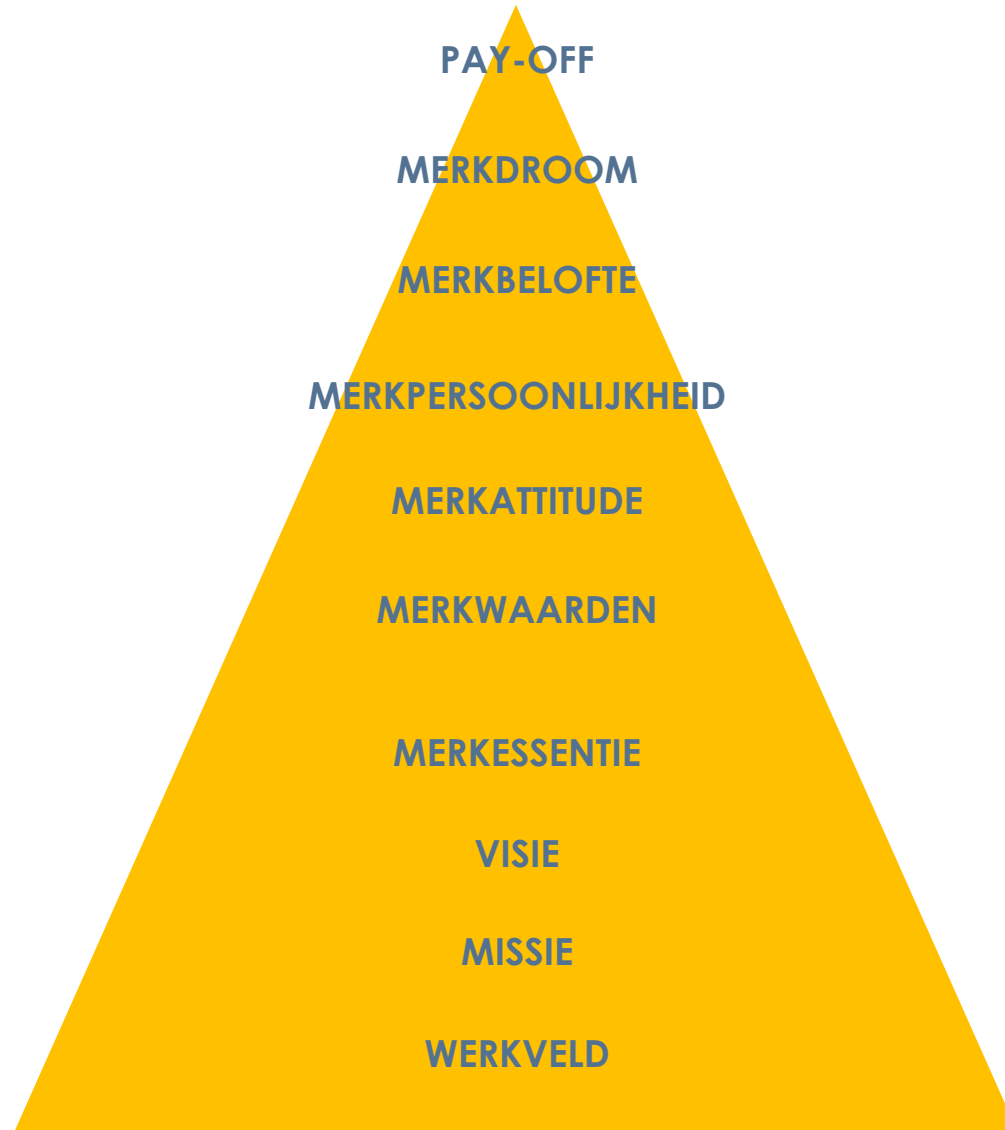 PAY-OFF
MERKDROOM
MERKBELOFTE
MERKPERSOONLIJKHEID
MERKATTITUDE
MERKWAARDEN
MERKESSENTIE
VISIE
MISSIE
WERKVELD